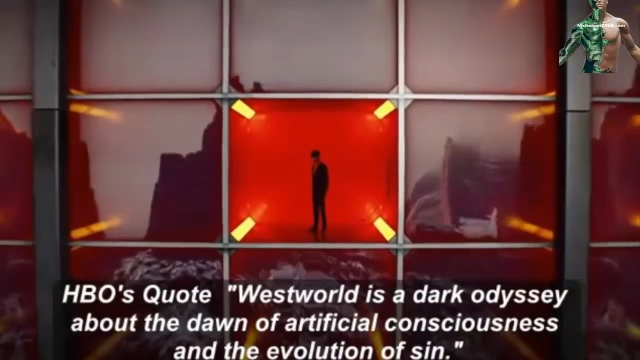 HBO's Quote "Westworld is a dark odyssey
about the dawn of artificial consciousness
and the evolution of sin."